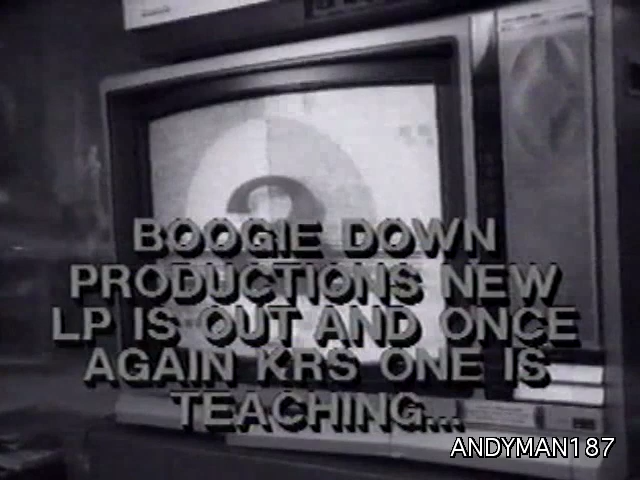 BOOGIE DOWN
PRODUCTIONS NEW
LP IS OUT AND ONCE
AGAIN KRS ONE IS
TEACHING...
ANDYMAN187